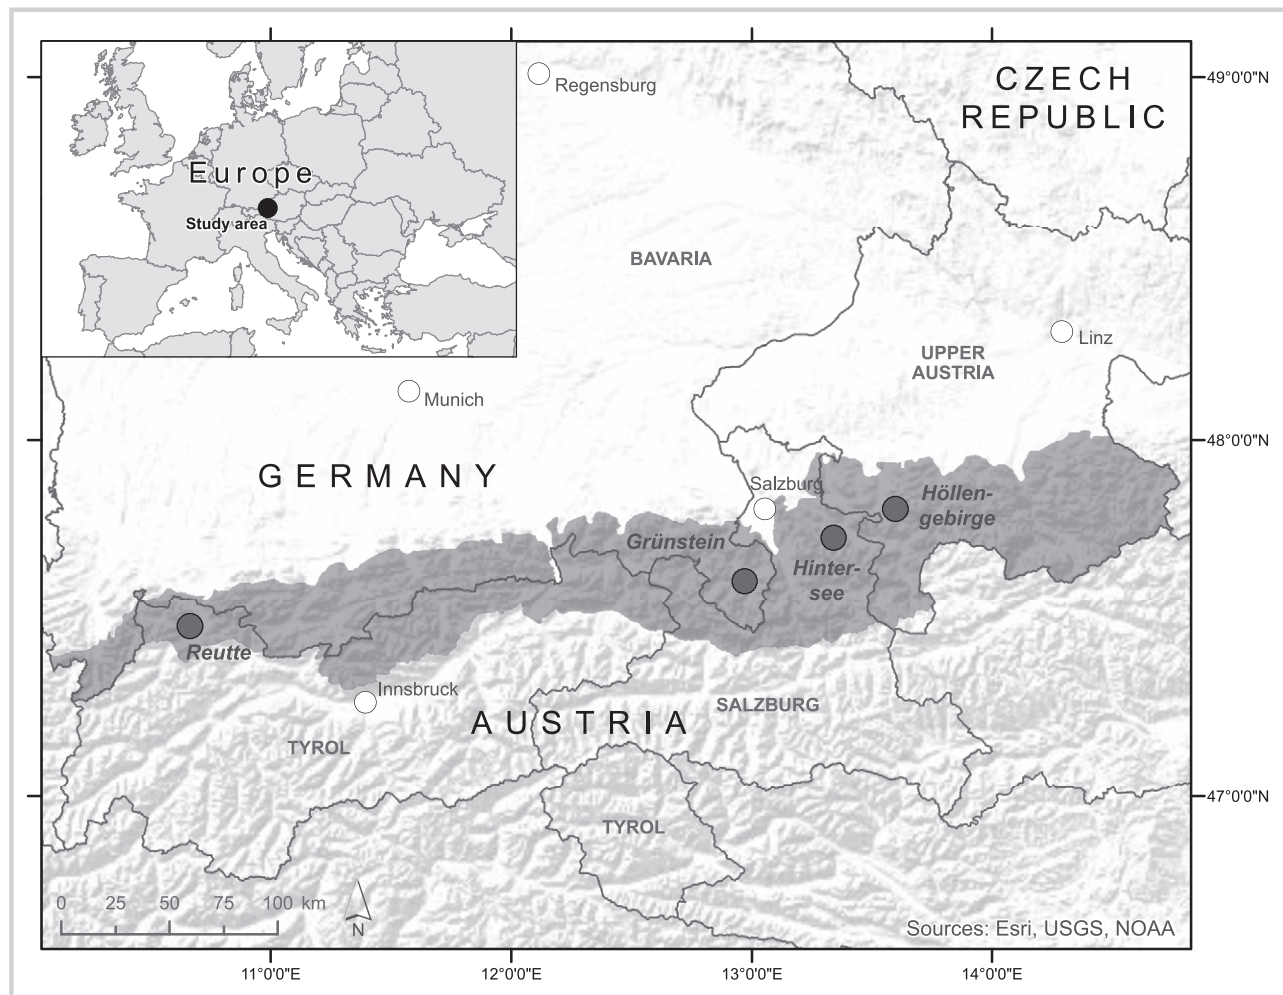 Regensburg
CZECH
REPUBLIC
49°0'0"N
Europe
Study area
BAVARIA
Linz
UPPER
AUSTRIA
Munich
48°0'0"N
GERMANY
Salzburg
Höllen-
gebirge
Grünstein
Hinter-
see
Reutte
Innsbruck
SALZBURG
AUSTRIA
TYROL
47°0'0"N
TYROL
0 25 50 75 100 km
N
Sources: Esri, USGS, NOAA
11°0'0"E 12°0'0"E 13°0'0"E 14°0'0"E